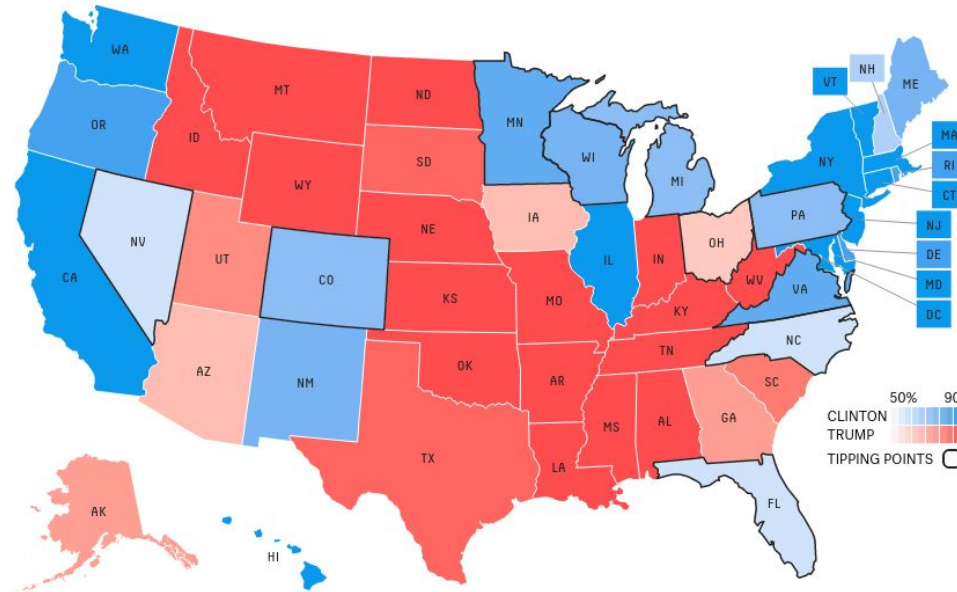 WA
MT
ND
MN
VT
NH
ME
OR
ID
SD
WI
MI
NY
MA
RI
CT
WY
IA
PA
NJ
NV
UT
NE
IL
IN
OH
DE
MD
DC
CA
CO
KS
MO
WV
VA
KY
NC
AZ
NM
OK
AR
TN
SC
MS
AL
GA
TX
LA
FL
AK
HI
50% 90
CLINTON
TRUMP
TIPPING POINTS